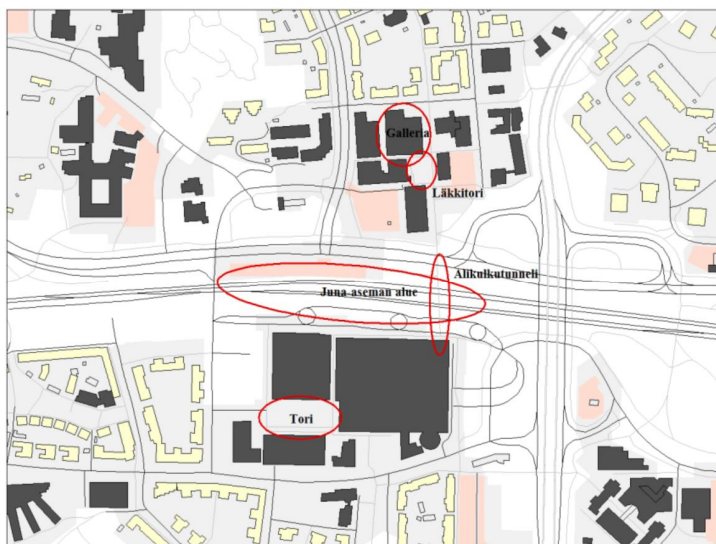 Galleria
Läkkitori
Alikulkutunneli
Juna-aseman alue
Tori